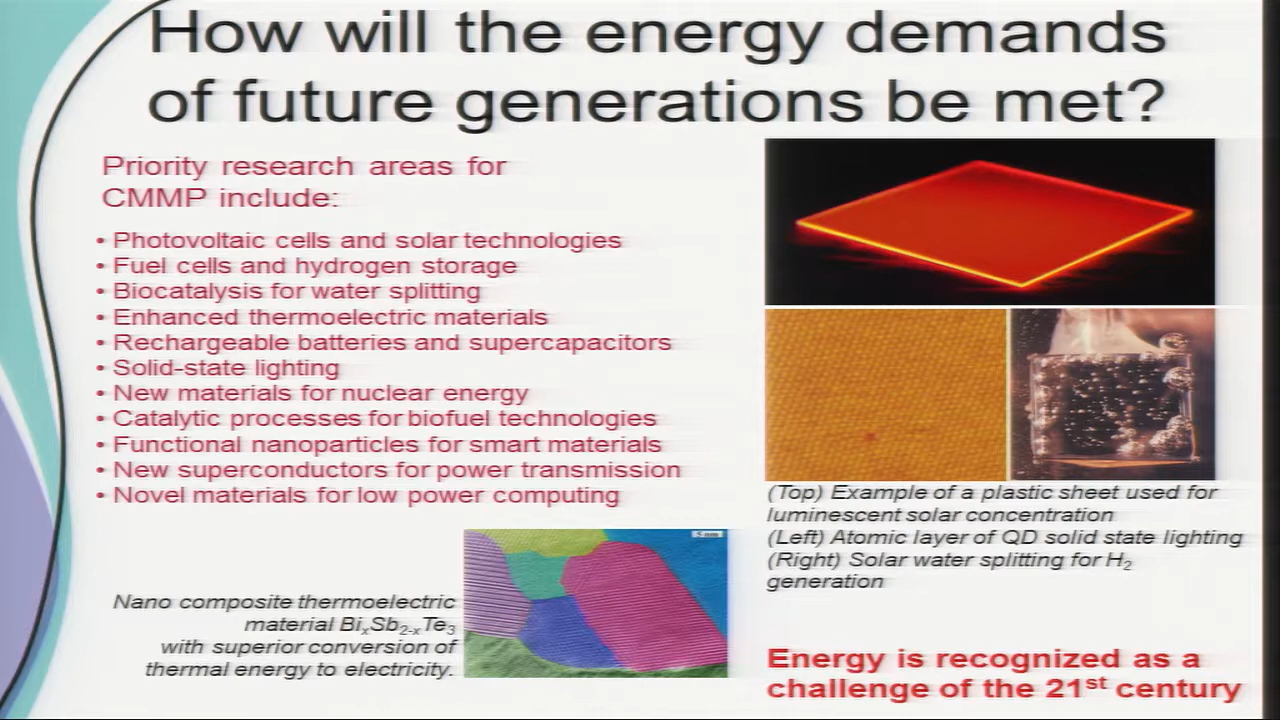 How will the energy demands
of future generations be met?
Priority research areas for
CMMP include:
• Photovoltaic cells and solar technologies
• Fuel cells and hydrogen storage
• Biocatalysis for water splitting
• Enhanced thermoelectric materials
• Rechargeable batteries and supercapacitors
• Solid-state lighting
• New materials for nuclear energy
• Catalytic processes for biofuel technologies
• Functional nanoparticles for smart materials
• New superconductors for power transmission
• Novel materials for low power computing
(Top) Example of a plastic sheet used for
luminescent solar concentration
(Left) Atomic layer of QD solid state lighting
(Right) Solar water splitting for H₂
generation
5 nm
Nano composite thermoelectric
material BiₓSb₂₋ₓTe₃
with superior conversion of
thermal energy to electricity.
Energy is recognized as a
challenge of the 21st century